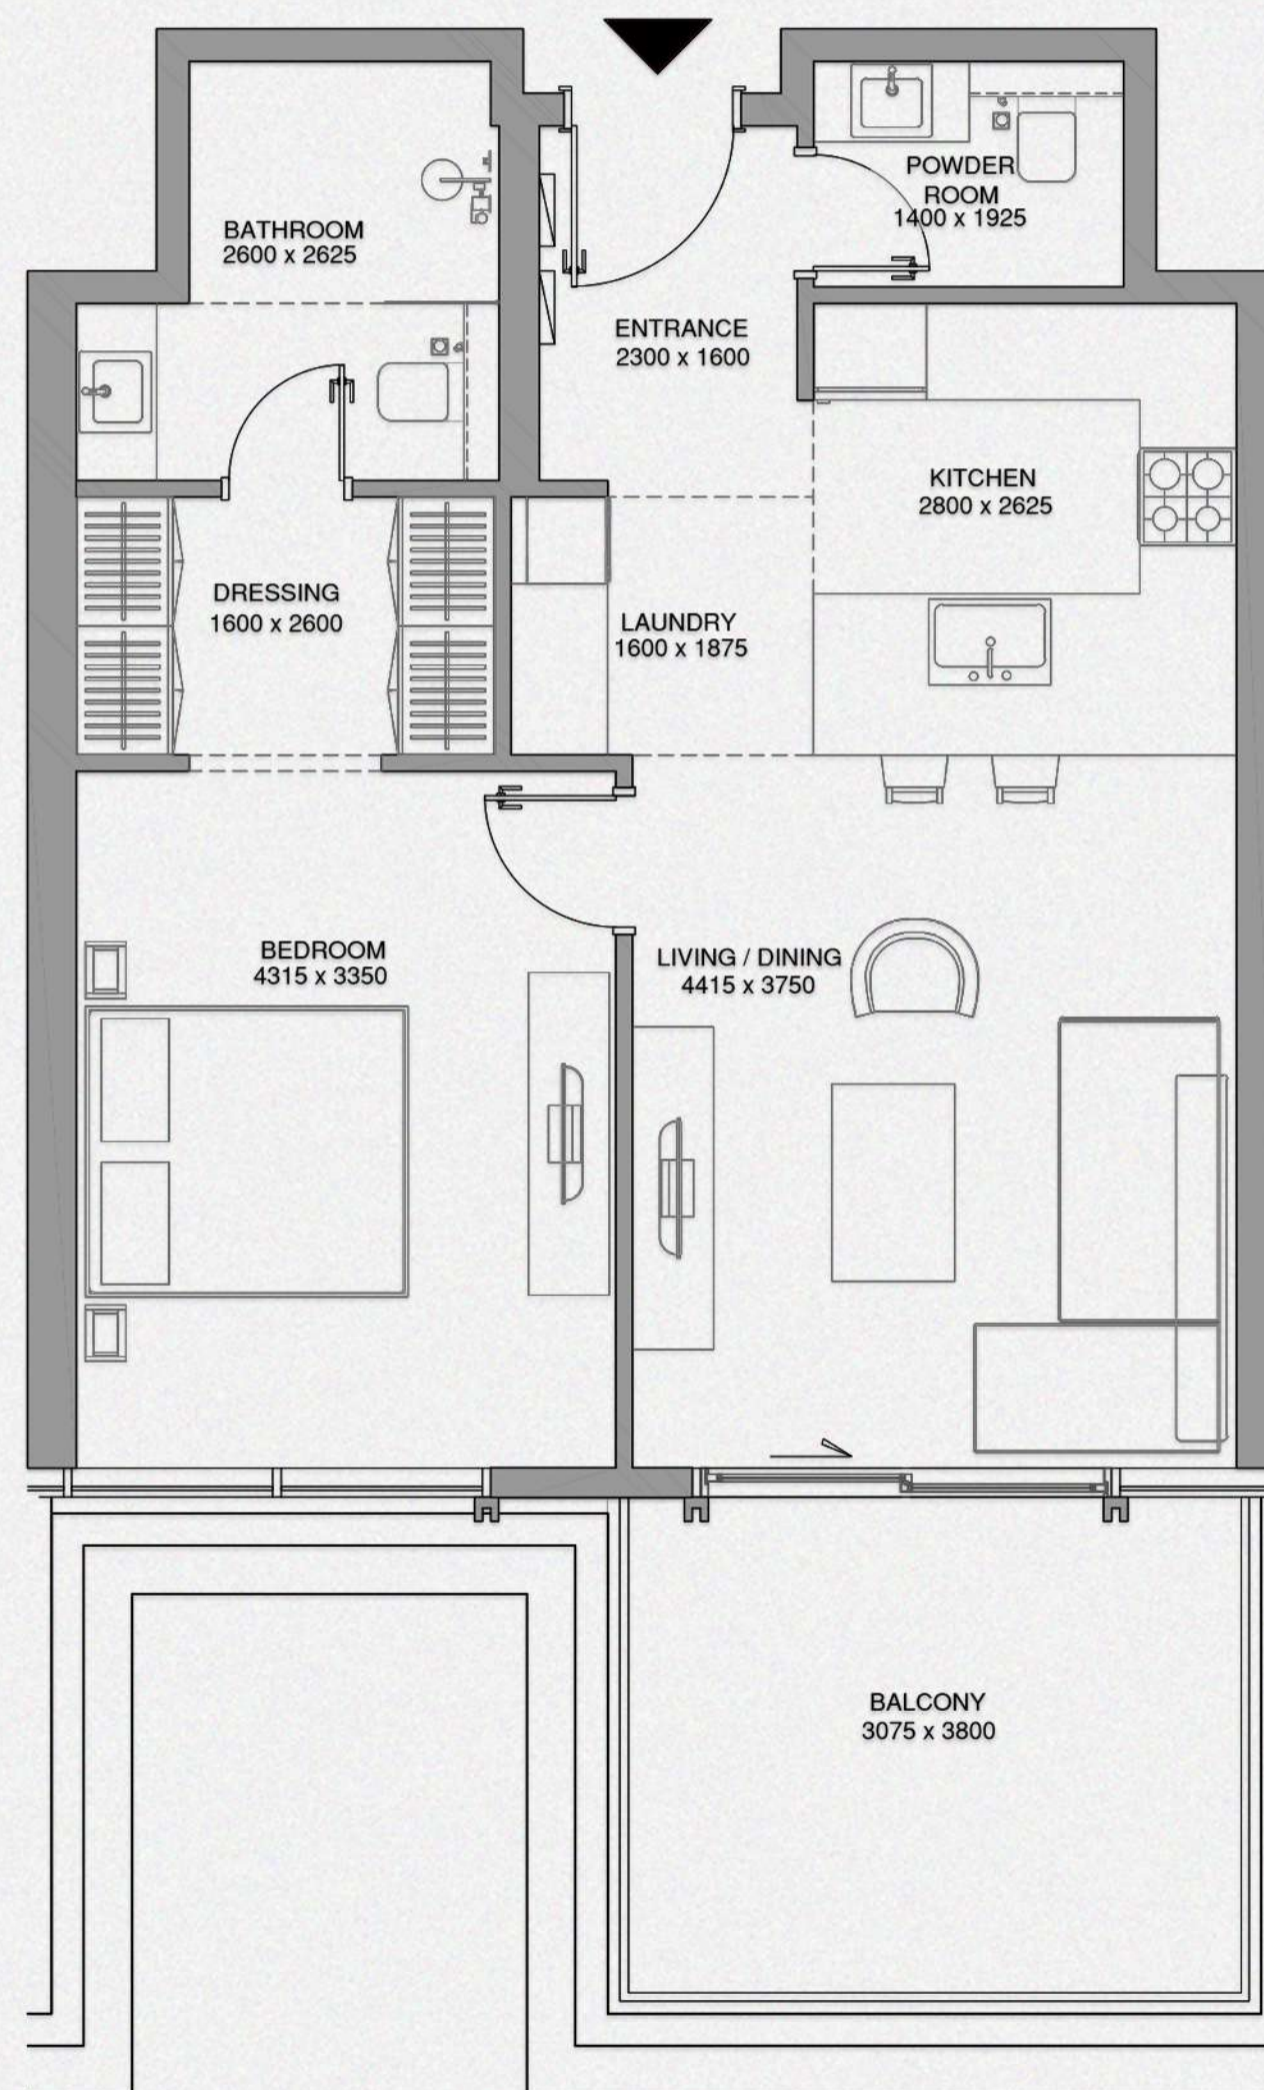 POWDER
ROOM
1400 x 1925
BATHROOM
2600 x 2625
ENTRANCE
2300 x 1600
KITCHEN
2800 x 2625
DRESSING
1600 x 2600
LAUNDRY
1600 x 1875
BEDROOM
4315 x 3350
LIVING / DINING
4415 x 3750
BALCONY
3075 x 3800